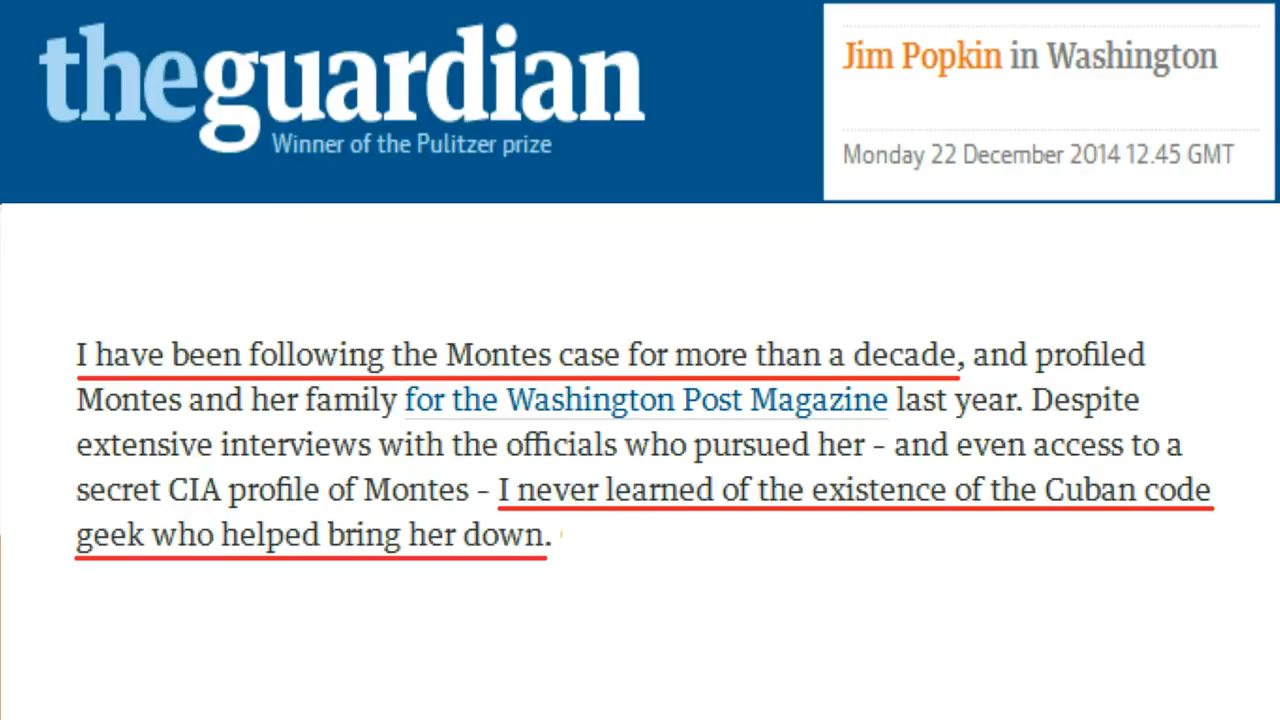 theguardian
Winner of the Pulitzer prize
Jim Popkin in Washington
Monday 22 December 2014 12.45 GMT
I have been following the Montes case for more than a decade, and profiled
Montes and her family for the Washington Post Magazine last year. Despite
extensive interviews with the officials who pursued her – and even access to a
secret CIA profile of Montes – I never learned of the existence of the Cuban code
geek who helped bring her down.